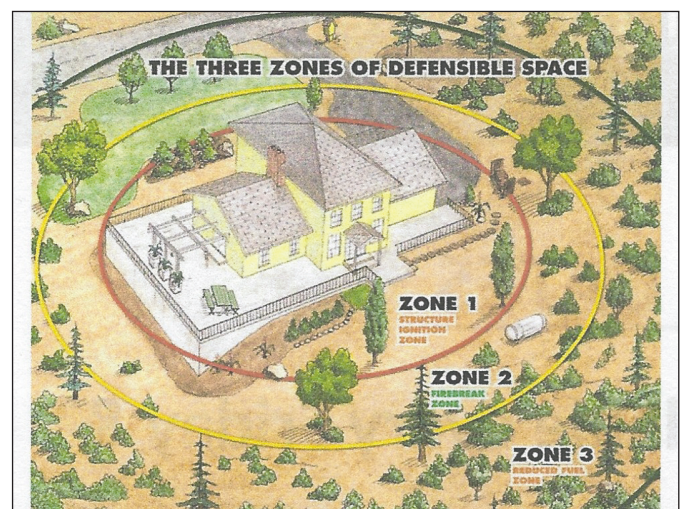 THE THREE ZONES OF DEFENSIBLE SPACE
ZONE 1
STRUCTURE
IGNITION
ZONE
ZONE 2
FIREBREAK
ZONE
ZONE 3
REDUCED FUEL
ZONE